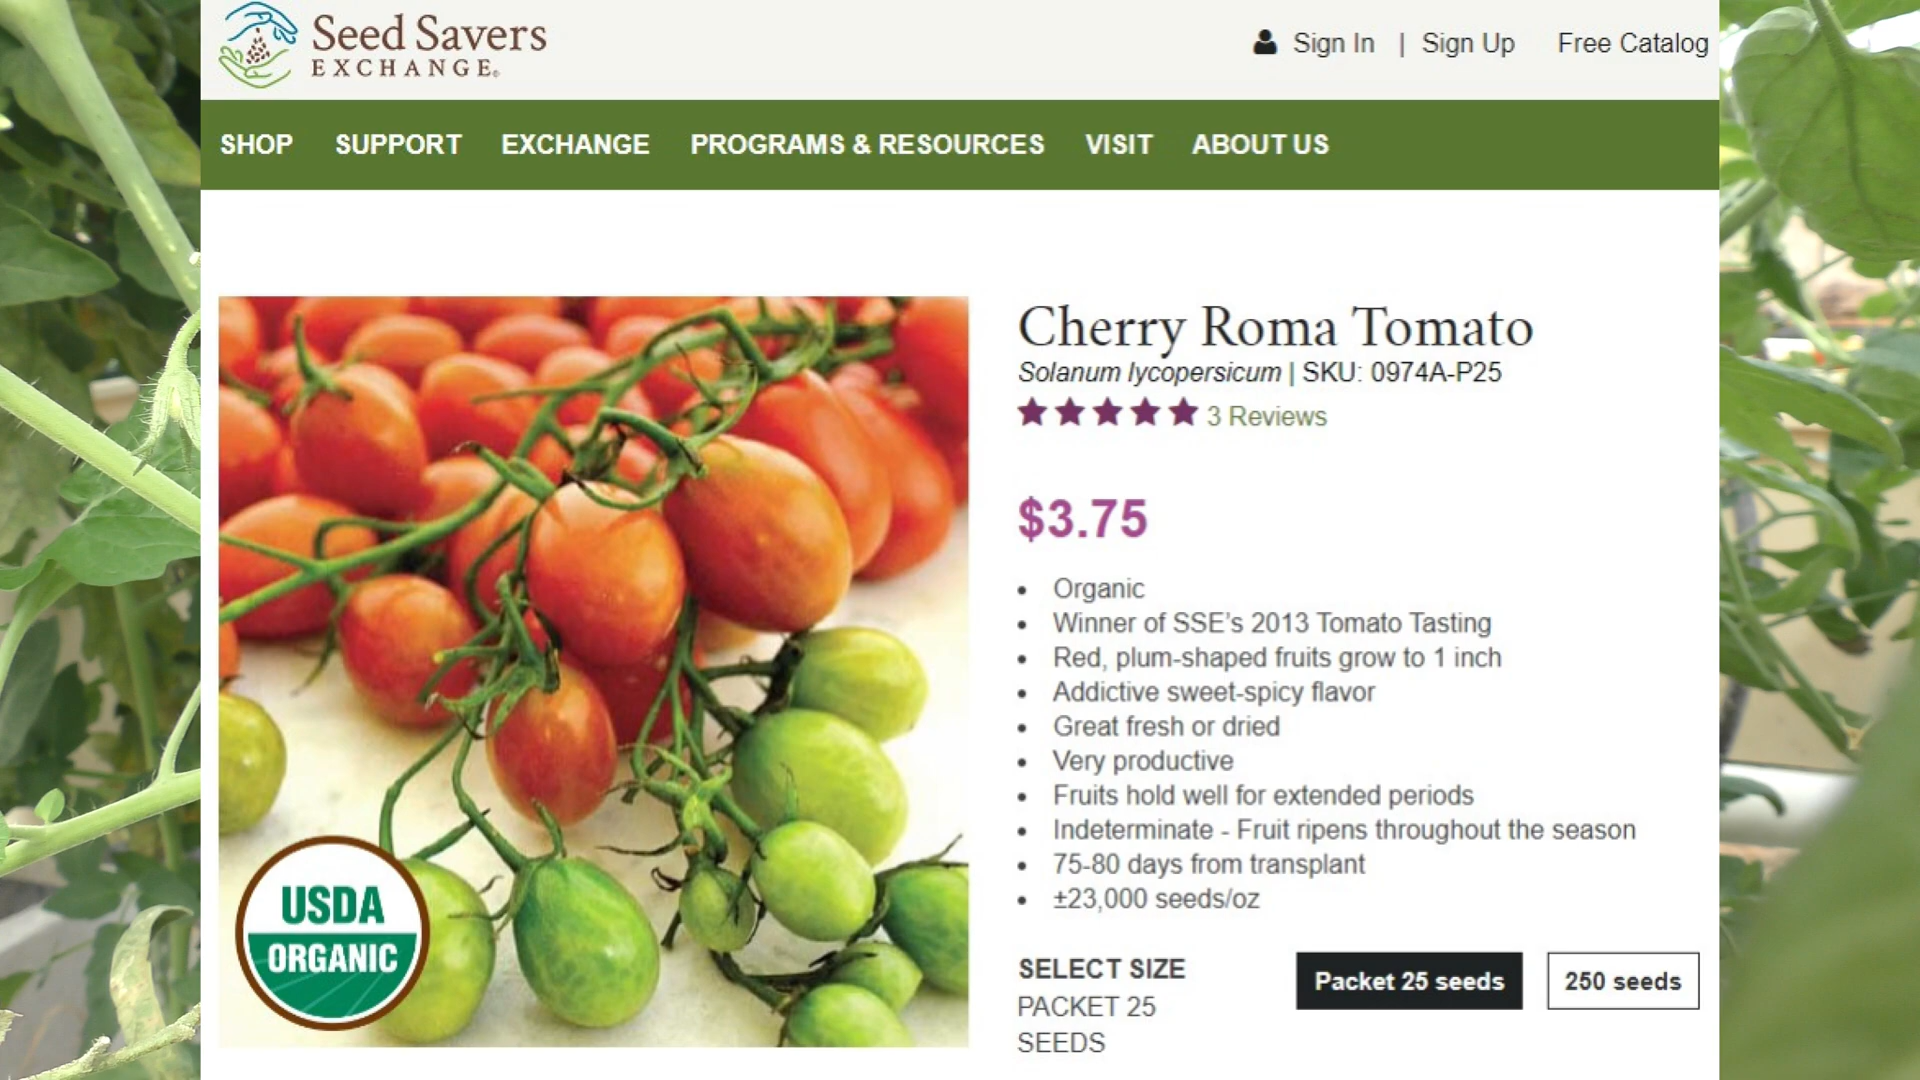 Seed Savers
EXCHANGE®
Sign In | Sign Up Free Catalog
SHOP SUPPORT EXCHANGE PROGRAMS & RESOURCES VISIT ABOUT US
Cherry Roma Tomato
Solanum lycopersicum | SKU: 0974A-P25
3 Reviews
$3.75
• Organic
• Winner of SSE’s 2013 Tomato Tasting
• Red, plum-shaped fruits grow to 1 inch
• Addictive sweet-spicy flavor
• Great fresh or dried
• Very productive
• Fruits hold well for extended periods
• Indeterminate - Fruit ripens throughout the season
• 75-80 days from transplant
• ±23,000 seeds/oz
USDA
ORGANIC
SELECT SIZE
PACKET 25
SEEDS
Packet 25 seeds
250 seeds